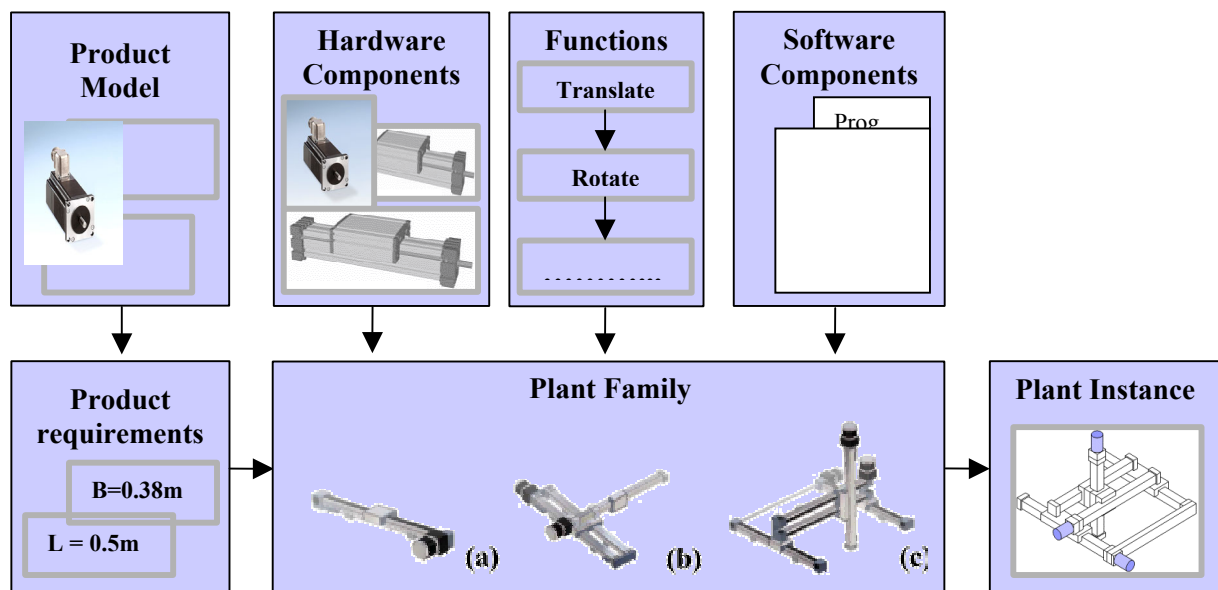 Product
Model
Hardware
Components
Functions
Translate
Rotate
- - - - - - - - - - - - ...
Software
Components
Prog
Product
requirements
B=0.38m
L = 0.5m
Plant Family
(a)
(b)
(c)
Plant Instance